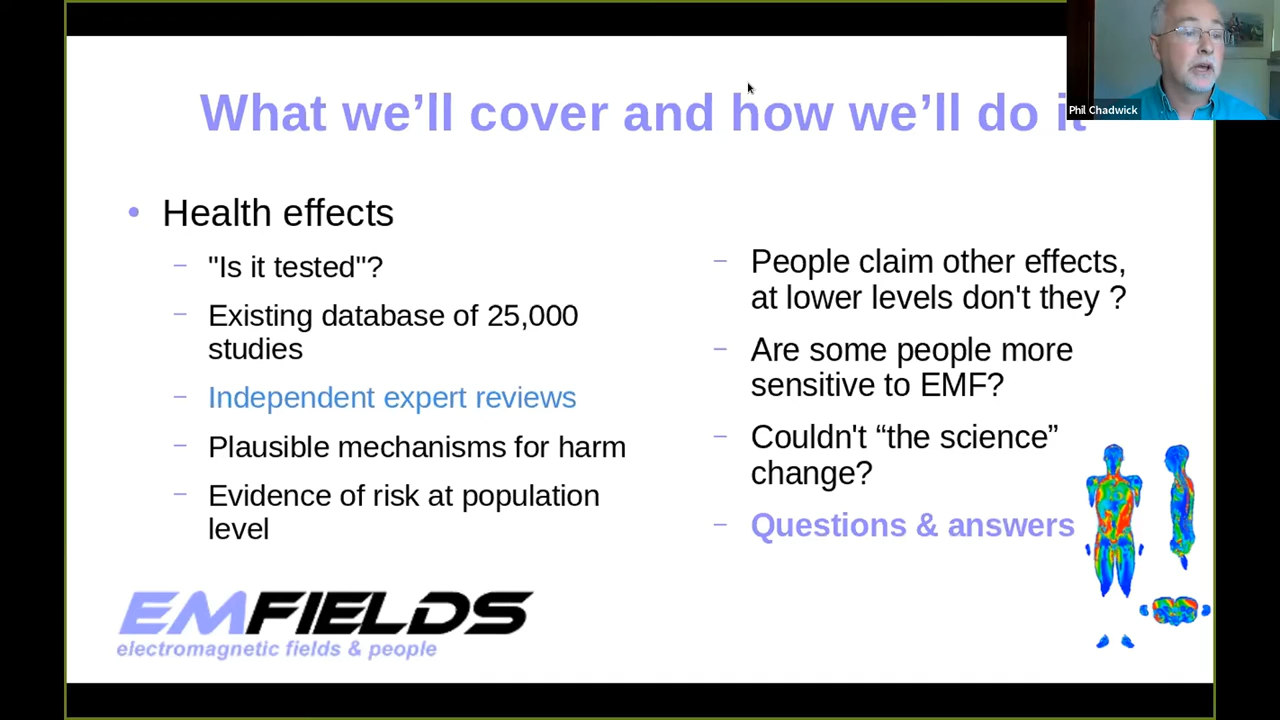 What we’ll cover and how we’ll do it
Phil Chadwick
• Health effects
– "Is it tested"?
– Existing database of 25,000
studies
– Independent expert reviews
– Plausible mechanisms for harm
– Evidence of risk at population
level
– People claim other effects,
at lower levels don't they ?
– Are some people more
sensitive to EMF?
– Couldn't “the science”
change?
– Questions & answers
EMFIELDS
electromagnetic fields & people